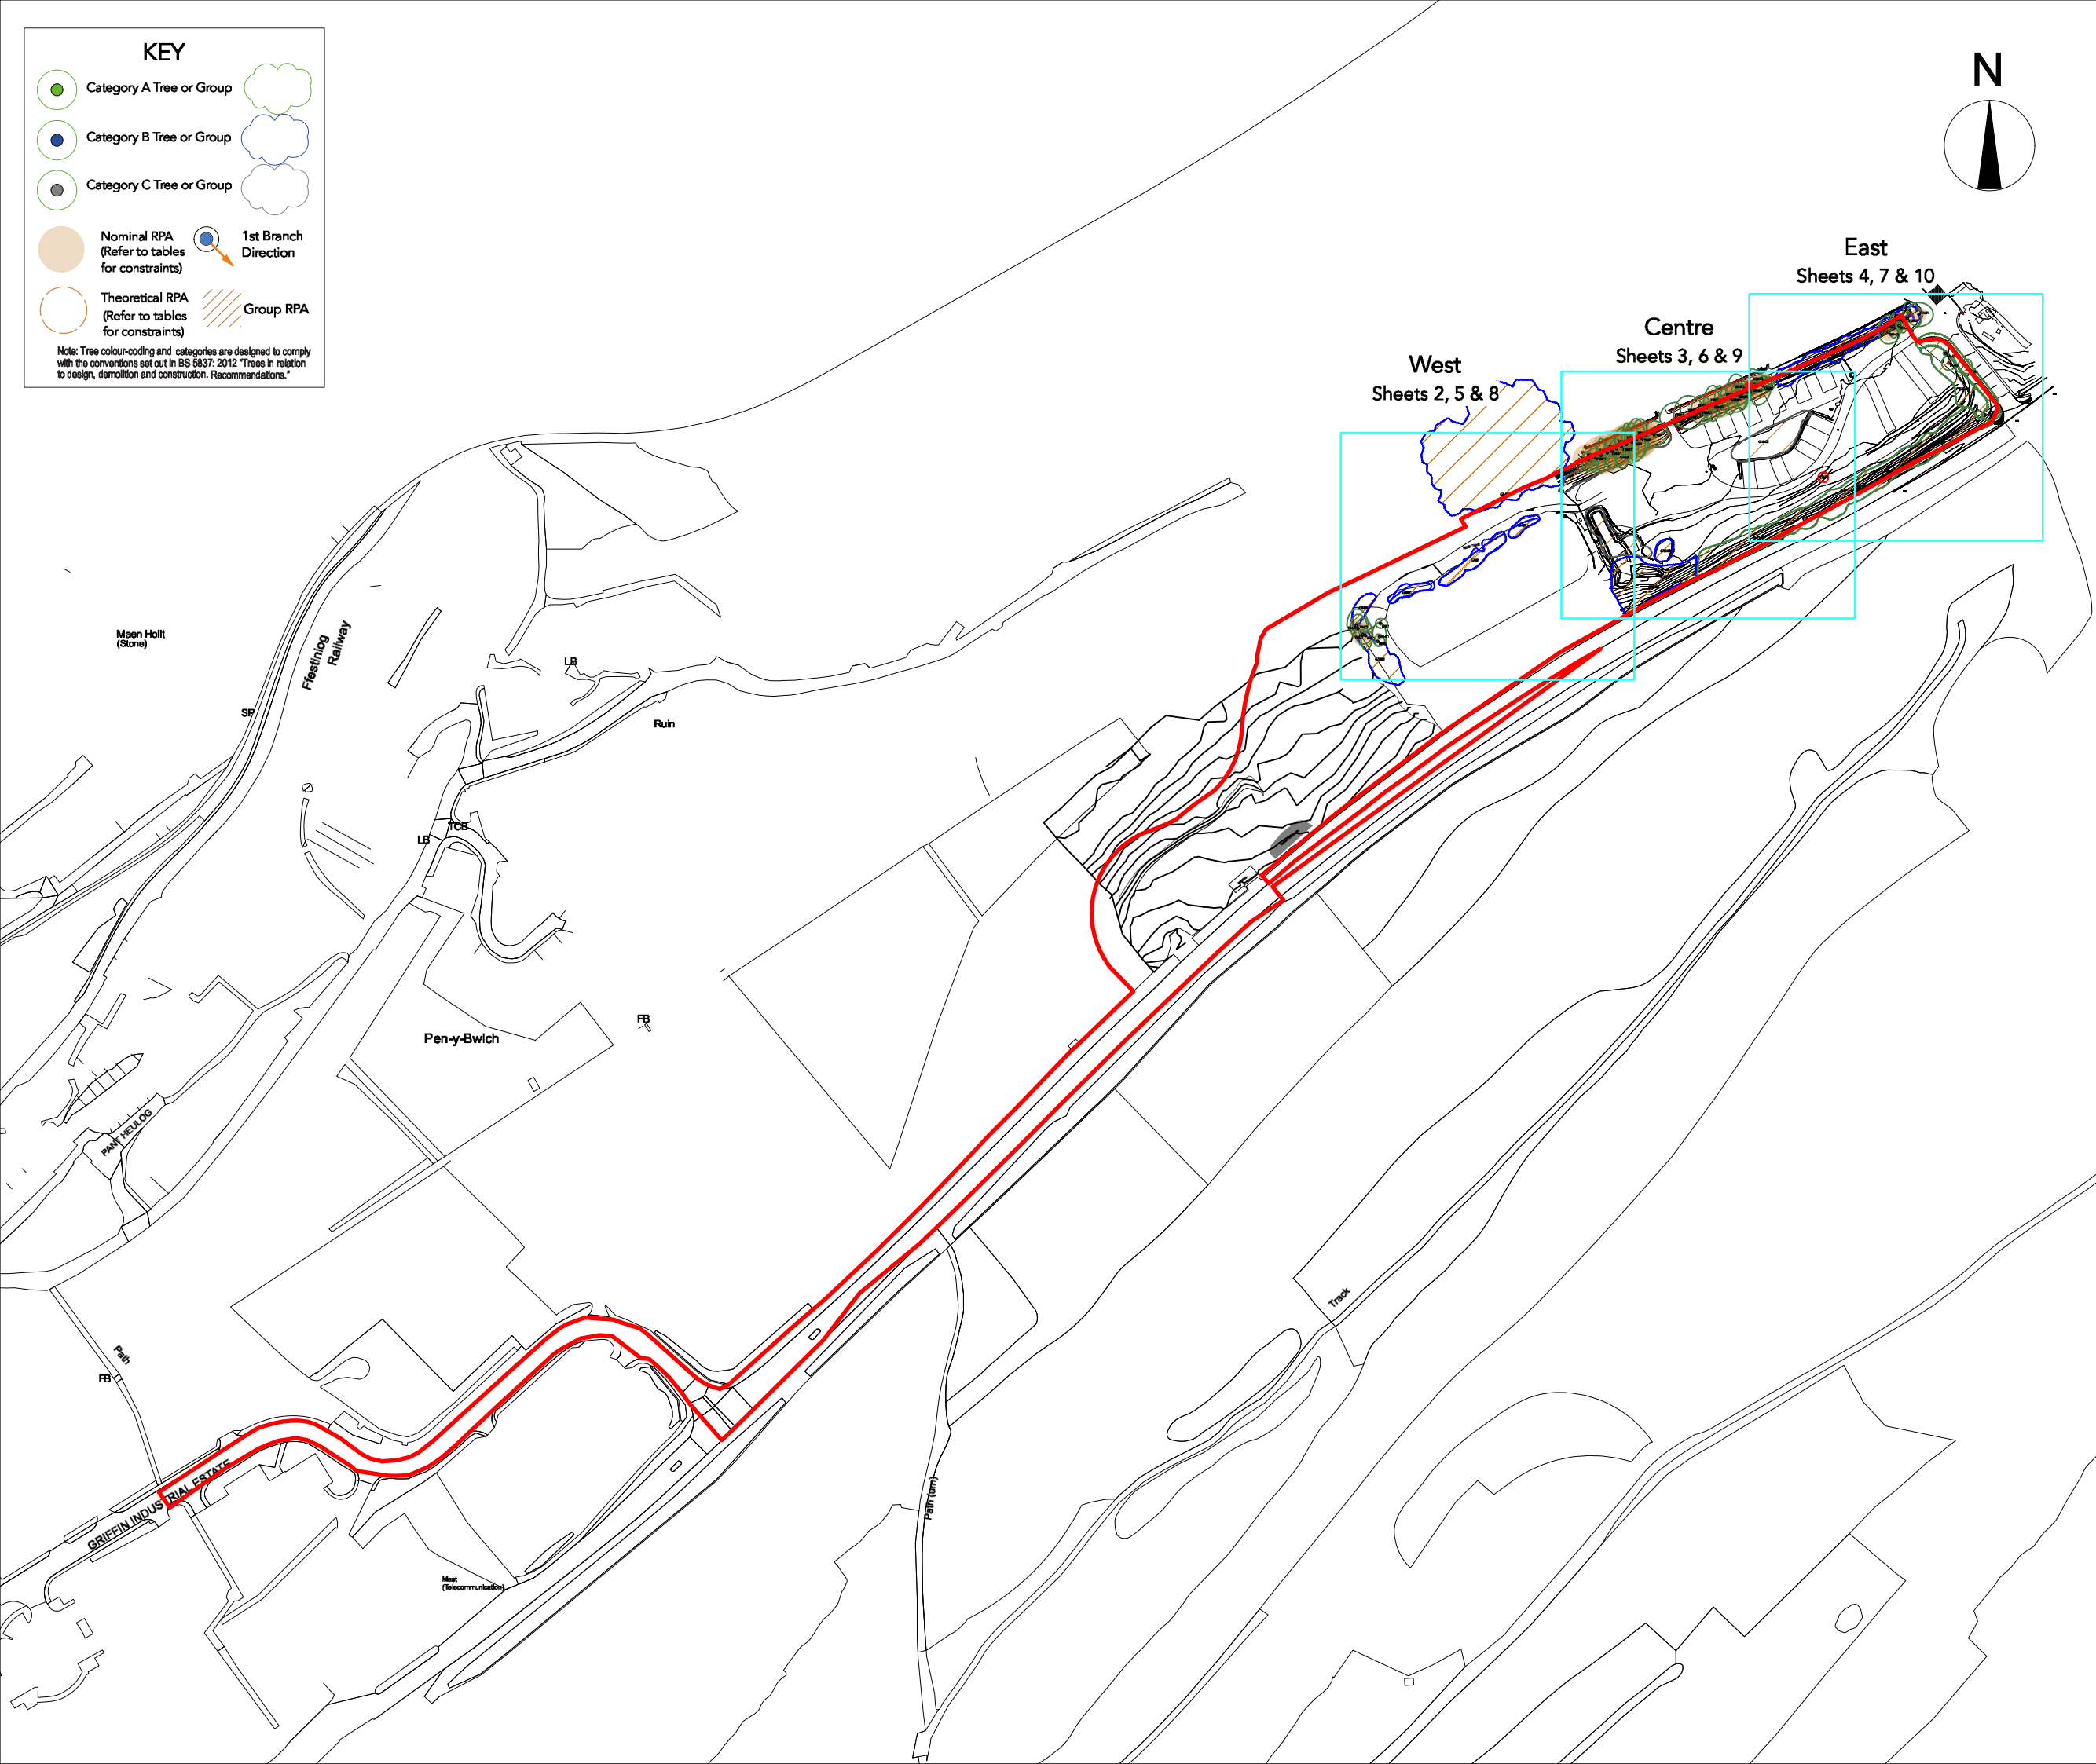 KEY
Category A Tree or Group
Category B Tree or Group
Category C Tree or Group
Nominal RPA
(Refer to tables
for constraints)
1st Branch
Direction
Theoretical RPA
(Refer to tables
for constraints)
Group RPA
Note: Tree colour-coding and categories are designed to comply
with the conventions set out in BS 5837: 2012 "Trees in relation
to design, demolition and construction. Recommendations."
N
East
Sheets 4, 7 & 10
Centre
Sheets 3, 6 & 9
West
Sheets 2, 5 & 8
Maen Hollt
(Stone)
Ffestiniog
Railway
SP
LB
Ruin
TCB
LB
FB
Pen-y-Bwlch
PANT HEULOG
Path
FB
GRIFFIN INDUSTRIAL ESTATE
Mast
(Telecommunication)
Path (um)
Track